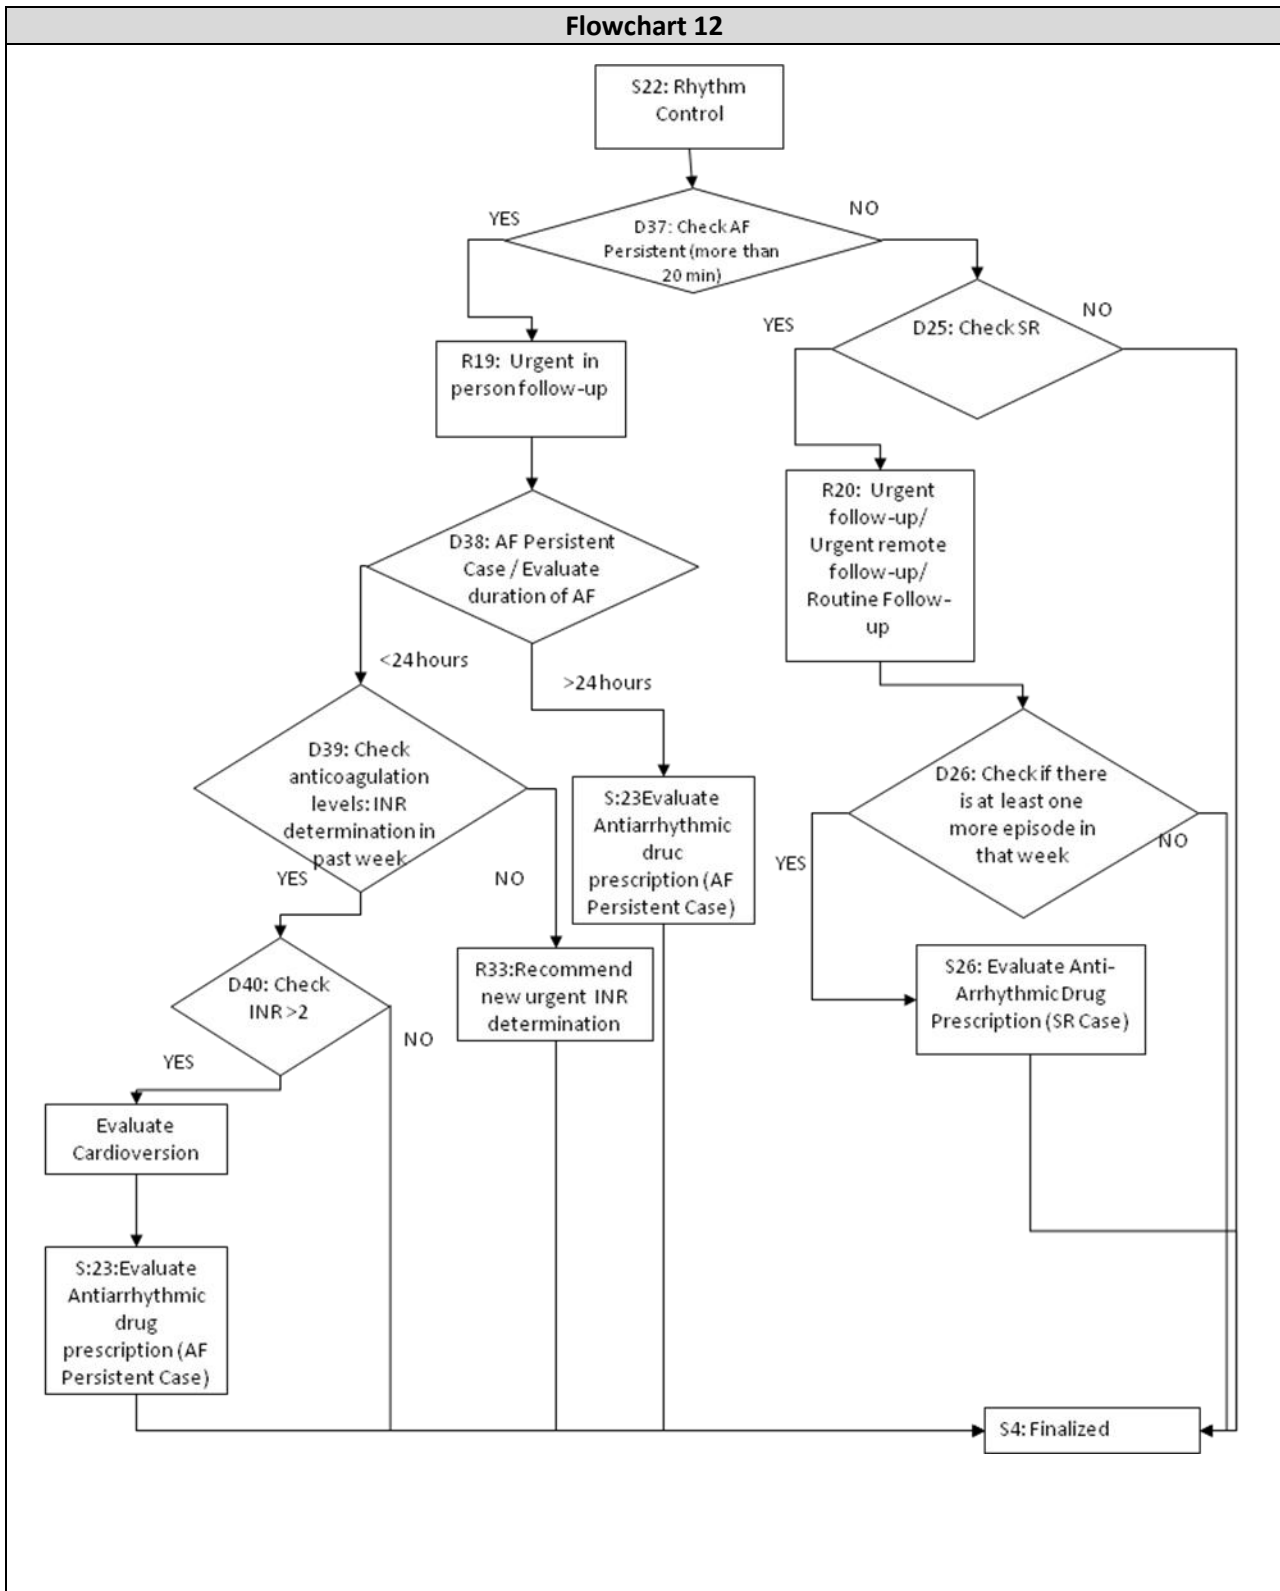 Flowchart 12
S22: Rhythm
Control
YES
NO
D37: Check AF
Persistent (more than
20 min)
YES
NO
D25: Check SR
R19: Urgent in
person follow-up
R20: Urgent
follow-up/
Urgent remote
follow-up/
Routine Follow-
up
D38: AF Persistent
Case / Evaluate
duration of AF
<24 hours
>24 hours
D39: Check
anticoagulation
levels: INR
determination in
past week
YES
NO
S:23Evaluate
Antiarrhythmic
druc
prescription (AF
Persistent Case)
D26: Check if there
is at least one
more episode in
that week
YES
NO
D40: Check
INR >2
YES
NO
R33:Recommend
new urgent INR
determination
S26: Evaluate Anti-
Arrhythmic Drug
Prescription (SR Case)
Evaluate
Cardioversion
S:23:Evaluate
Antiarrhythmic
drug
prescription (AF
Persistent Case)
S4: Finalized